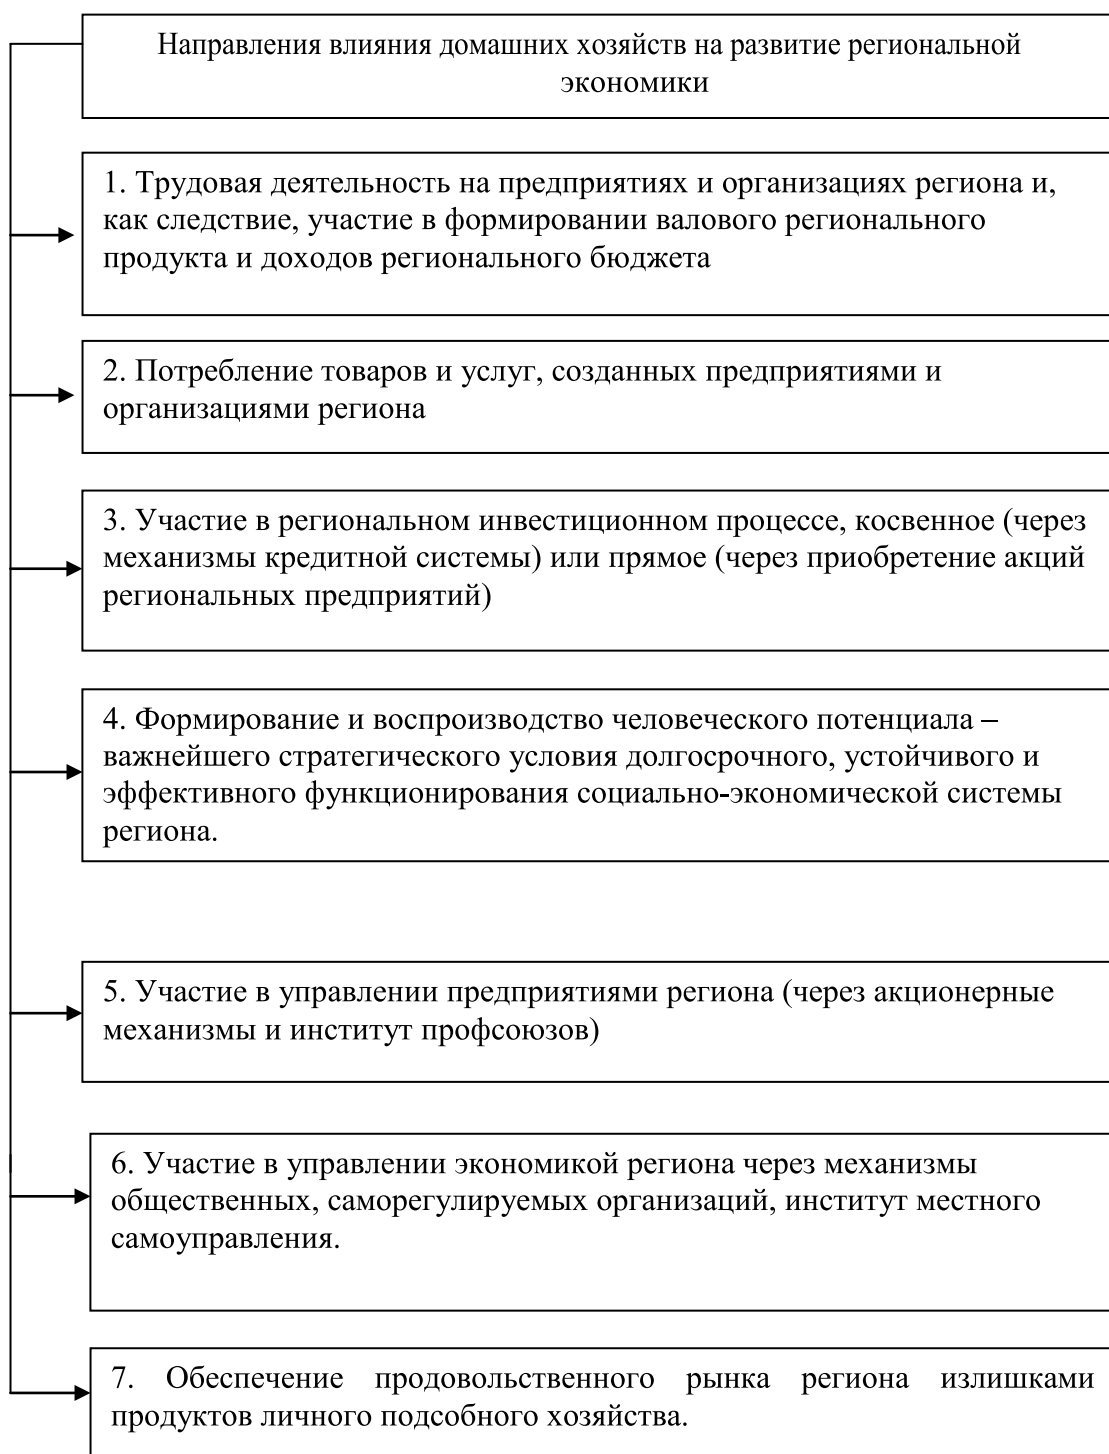 Направления влияния домашних хозяйств на развитие региональной
экономики
1. Трудовая деятельность на предприятиях и организациях региона и,
как следствие, участие в формировании валового регионального
продукта и доходов регионального бюджета
2. Потребление товаров и услуг, созданных предприятиями и
организациями региона
3. Участие в региональном инвестиционном процессе, косвенное (через
механизмы кредитной системы) или прямое (через приобретение акций
региональных предприятий)
4. Формирование и воспроизводство человеческого потенциала –
важнейшего стратегического условия долгосрочного, устойчивого и
эффективного функционирования социально-экономической системы
региона.
5. Участие в управлении предприятиями региона (через акционерные
механизмы и институт профсоюзов)
6. Участие в управлении экономикой региона через механизмы
общественных, саморегулируемых организаций, институт местного
самоуправления.
7. Обеспечение продовольственного рынка региона излишками
продуктов личного подсобного хозяйства.